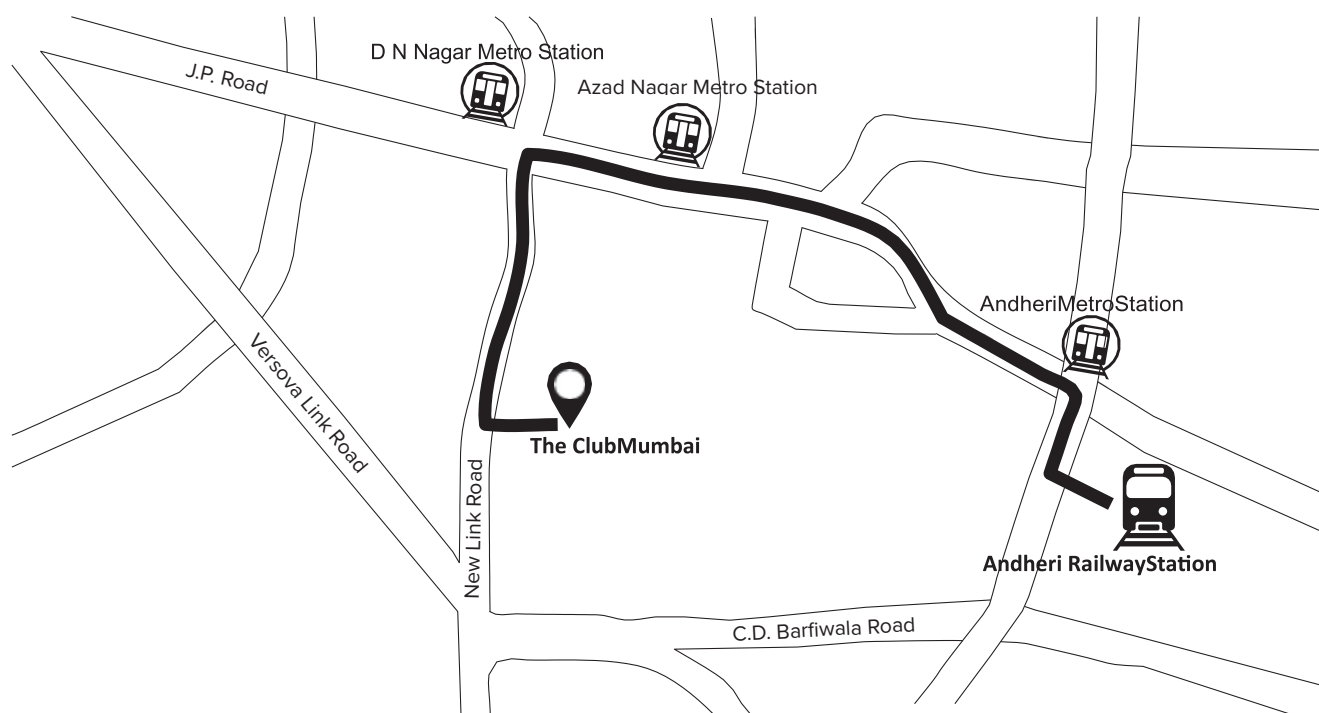 D N Nagar Metro Station
J.P. Road
Azad Nagar Metro Station
AndheriMetroStation
Versova Link Road
The ClubMumbai
New Link Road
Andheri RailwayStation
C.D. Barfiwala Road